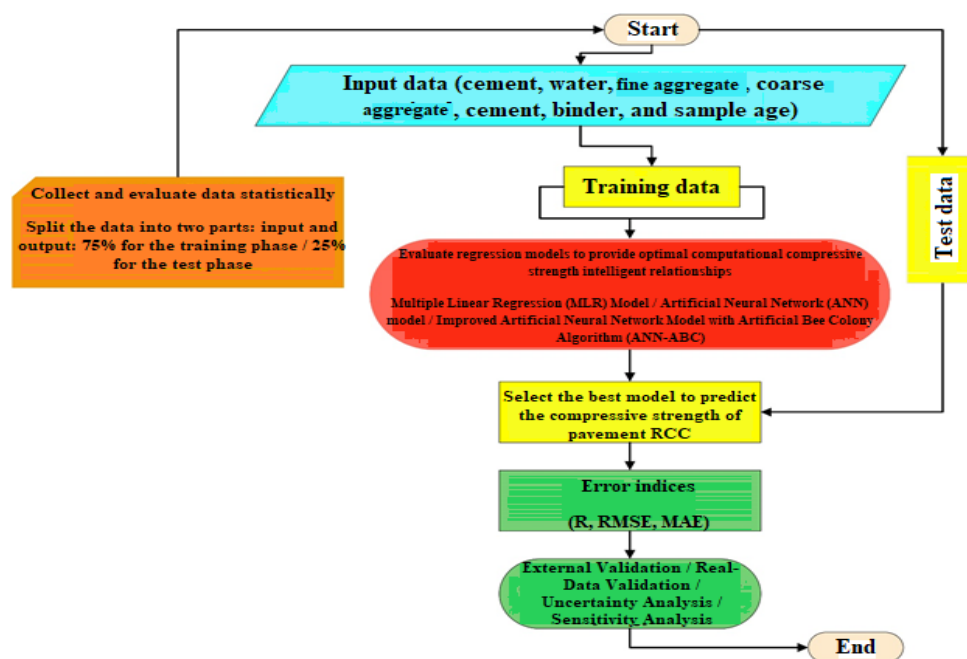 Start
Input data (cement, water, fine aggregate, coarse
aggregate, cement, binder, and sample age)
Collect and evaluate data statistically
Split the data into two parts: input and
output: 75% for the training phase / 25%
for the test phase
Training data
Test data
Evaluate regression models to provide optimal computational compressive
strength intelligent relationships
Multiple Linear Regression (MLR) Model / Artificial Neural Network (ANN)
model / Improved Artificial Neural Network Model with Artificial Bee Colony
Algorithm (ANN-ABC)
Select the best model to predict
the compressive strength of
pavement RCC
Error indices
(R, RMSE, MAE)
External Validation / Real-
Data Validation /
Uncertainty Analysis /
Sensitivity Analysis
End